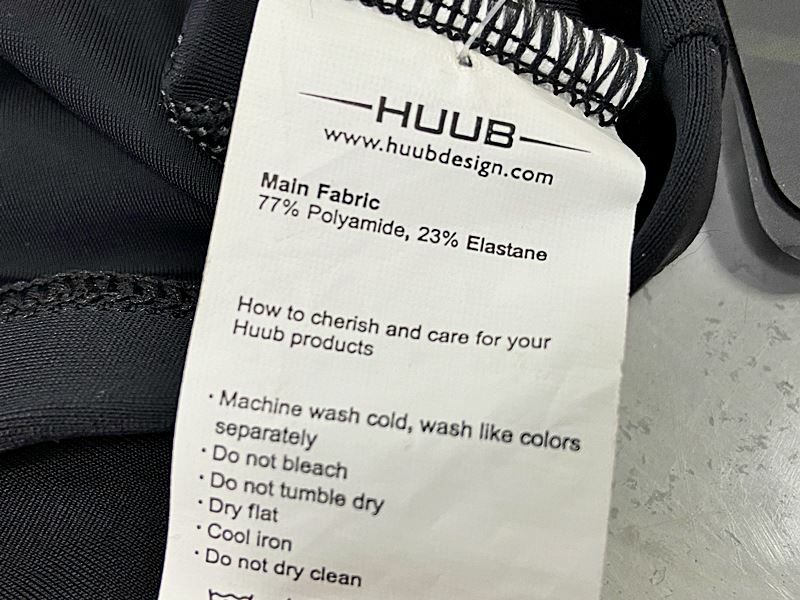 HUUB
www.huubdesign.com
Main Fabric
77% Polyamide, 23% Elastane
How to cherish and care for your
Huub products
· Machine wash cold, wash like colors
separately
· Do not bleach
· Do not tumble dry
· Dry flat
· Cool iron
· Do not dry clean